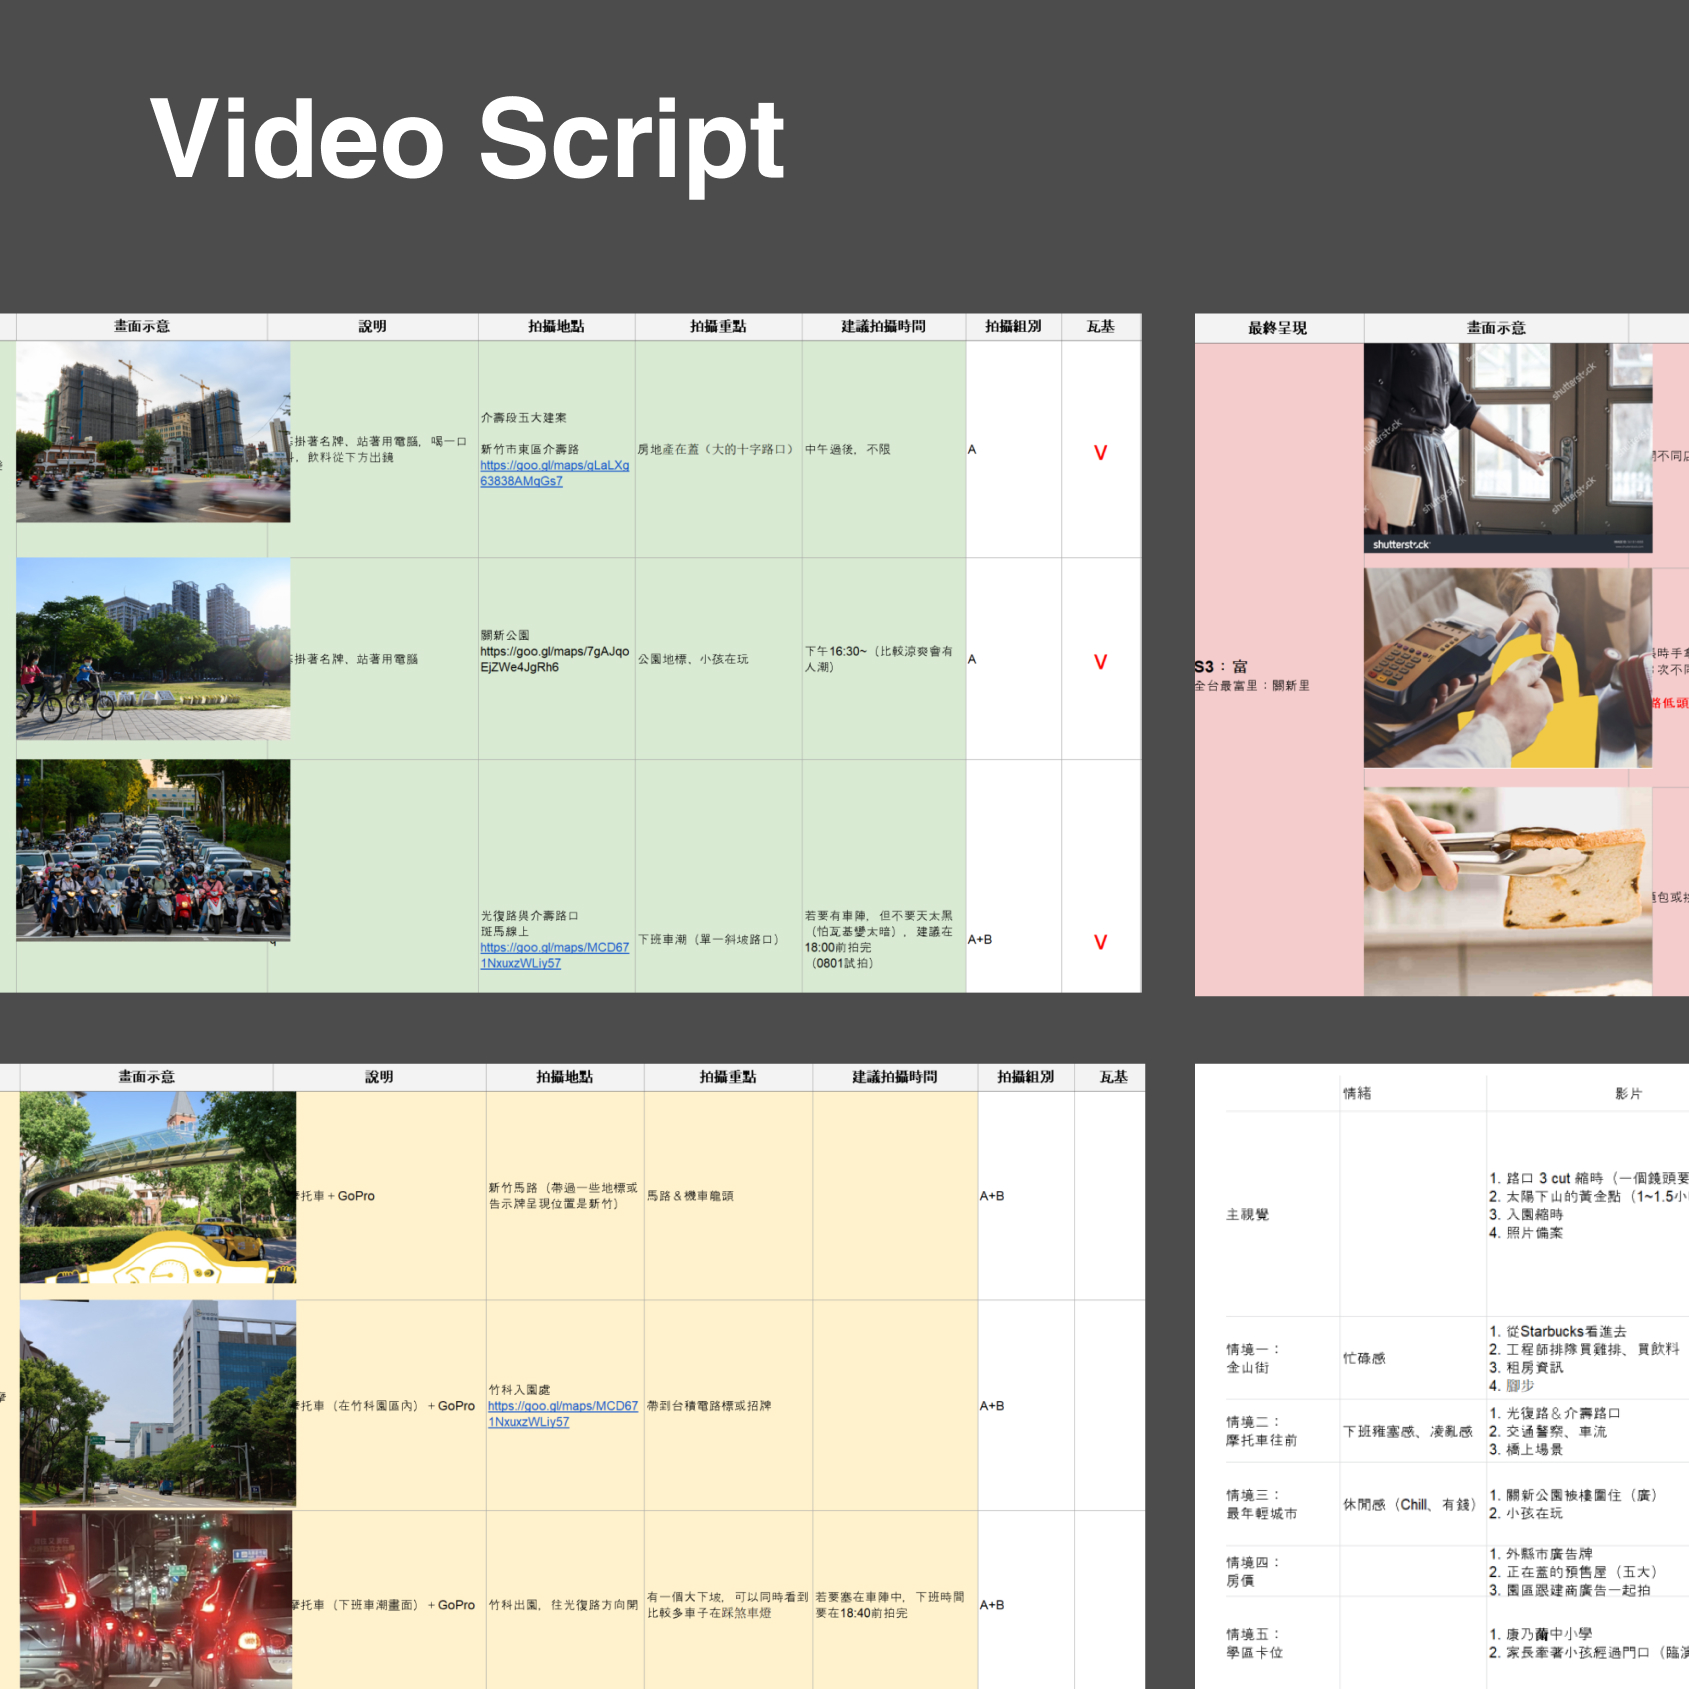 Video Script
畫面示意 說明 拍攝地點 拍攝重點 建議拍攝時間 拍攝組別 瓦基
掛著名牌、站著用電腦，喝一口
，飲料從下方出鏡
介壽段五大建案
新竹市東區介壽路
https://goo.gl/maps/gLaLXg
63838AMqGs7
房地產在蓋（大的十字路口）
中午過後，不限
A
V
掛著名牌、站著用電腦
關新公園
https://goo.gl/maps/7gAJqo
EjZWe4JgRh6
公園地標、小孩在玩
下午16:30~（比較涼爽會有
人潮）
A
V
光復路與介壽路口
斑馬線上
https://goo.gl/maps/MCD67
1NxuxzWLiy57
下班車潮（單一斜坡路口）
若要有車陣，但不要天太黑
（怕瓦基變太暗），建議在
18:00前拍完
（0801試拍）
A+B
V
最終呈現 畫面示意
S3：富
全台最富里：關新里
shutterstock
shutterstock
shutterstock
shutterstock
shutterstock
不同店
時手拿
次不同
路低頭
包或挾
畫面示意 說明 拍攝地點 拍攝重點 建議拍攝時間 拍攝組別 瓦基
摩托車 + GoPro
新竹馬路（帶過一些地標或
告示牌呈現位置是新竹）
馬路＆機車龍頭
A+B
摩托車（在竹科園區內）+ GoPro
竹科入園處
https://goo.gl/maps/MCD67
1NxuxzWLiy57
帶到台積電路標或招牌
A+B
摩托車（下班車潮畫面）+ GoPro
竹科出園，往光復路方向開
有一個大下坡，可以同時看到
比較多車子在踩煞車燈
若要塞在車陣中，下班時間
要在18:40前拍完
A+B
情緒 影片
主視覺
1. 路口 3 cut 縮時（一個鏡頭要
2. 太陽下山的黃金點（1~1.5小
3. 入園縮時
4. 照片備案
情境一：
金山街
忙碌感
1. 從Starbucks看進去
2. 工程師排隊買雞排、買飲料
3. 租房資訊
4. 腳步
情境二：
摩托車往前
下班雍塞感、凌亂感
1. 光復路＆介壽路口
2. 交通警察、車流
3. 橋上場景
情境三：
最年輕城市
休閒感（Chill、有錢）
1. 關新公園被樓圍住（廣）
2. 小孩在玩
情境四：
房價
1. 外縣市廣告牌
2. 正在蓋的預售屋（五大）
3. 園區跟建商廣告一起拍
情境五：
學區卡位
1. 康乃薾中小學
2. 家長牽著小孩經過門口（臨演